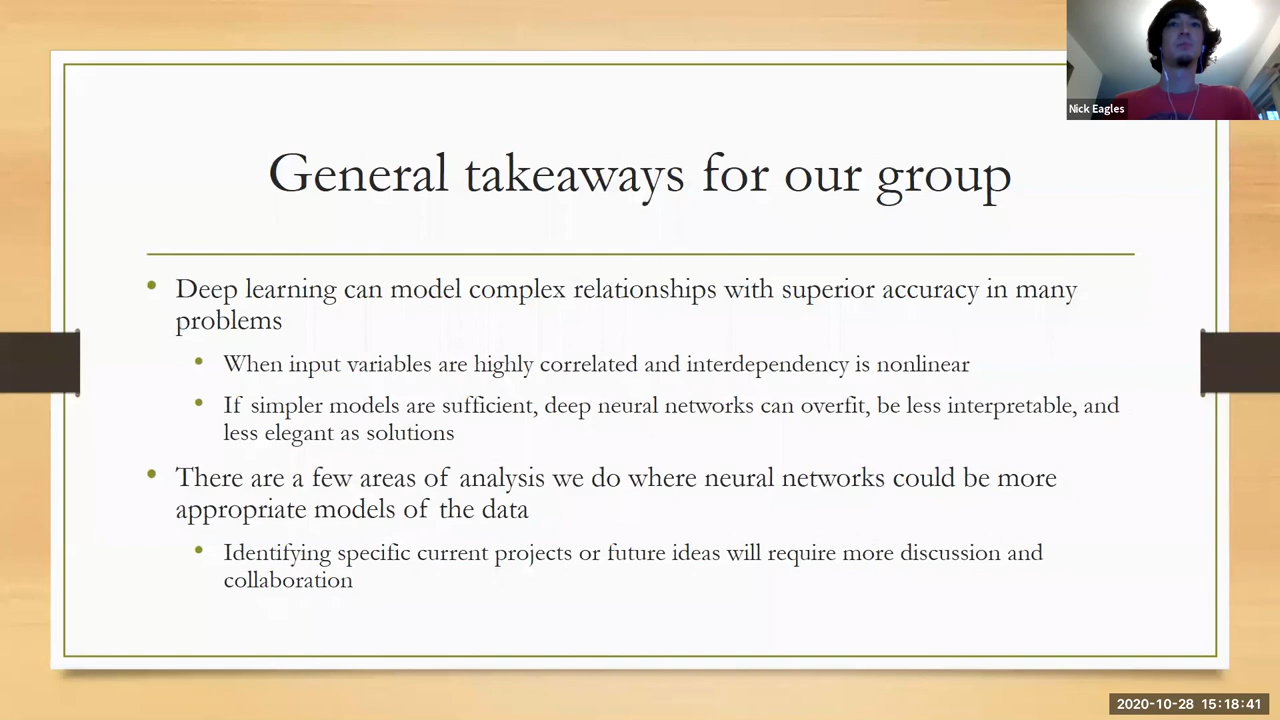 Nick Eagles
General takeaways for our group
• Deep learning can model complex relationships with superior accuracy in many
problems
• When input variables are highly correlated and interdependency is nonlinear
• If simpler models are sufficient, deep neural networks can overfit, be less interpretable, and
less elegant as solutions
• There are a few areas of analysis we do where neural networks could be more
appropriate models of the data
• Identifying specific current projects or future ideas will require more discussion and
collaboration
2020-10-28 15:18:41